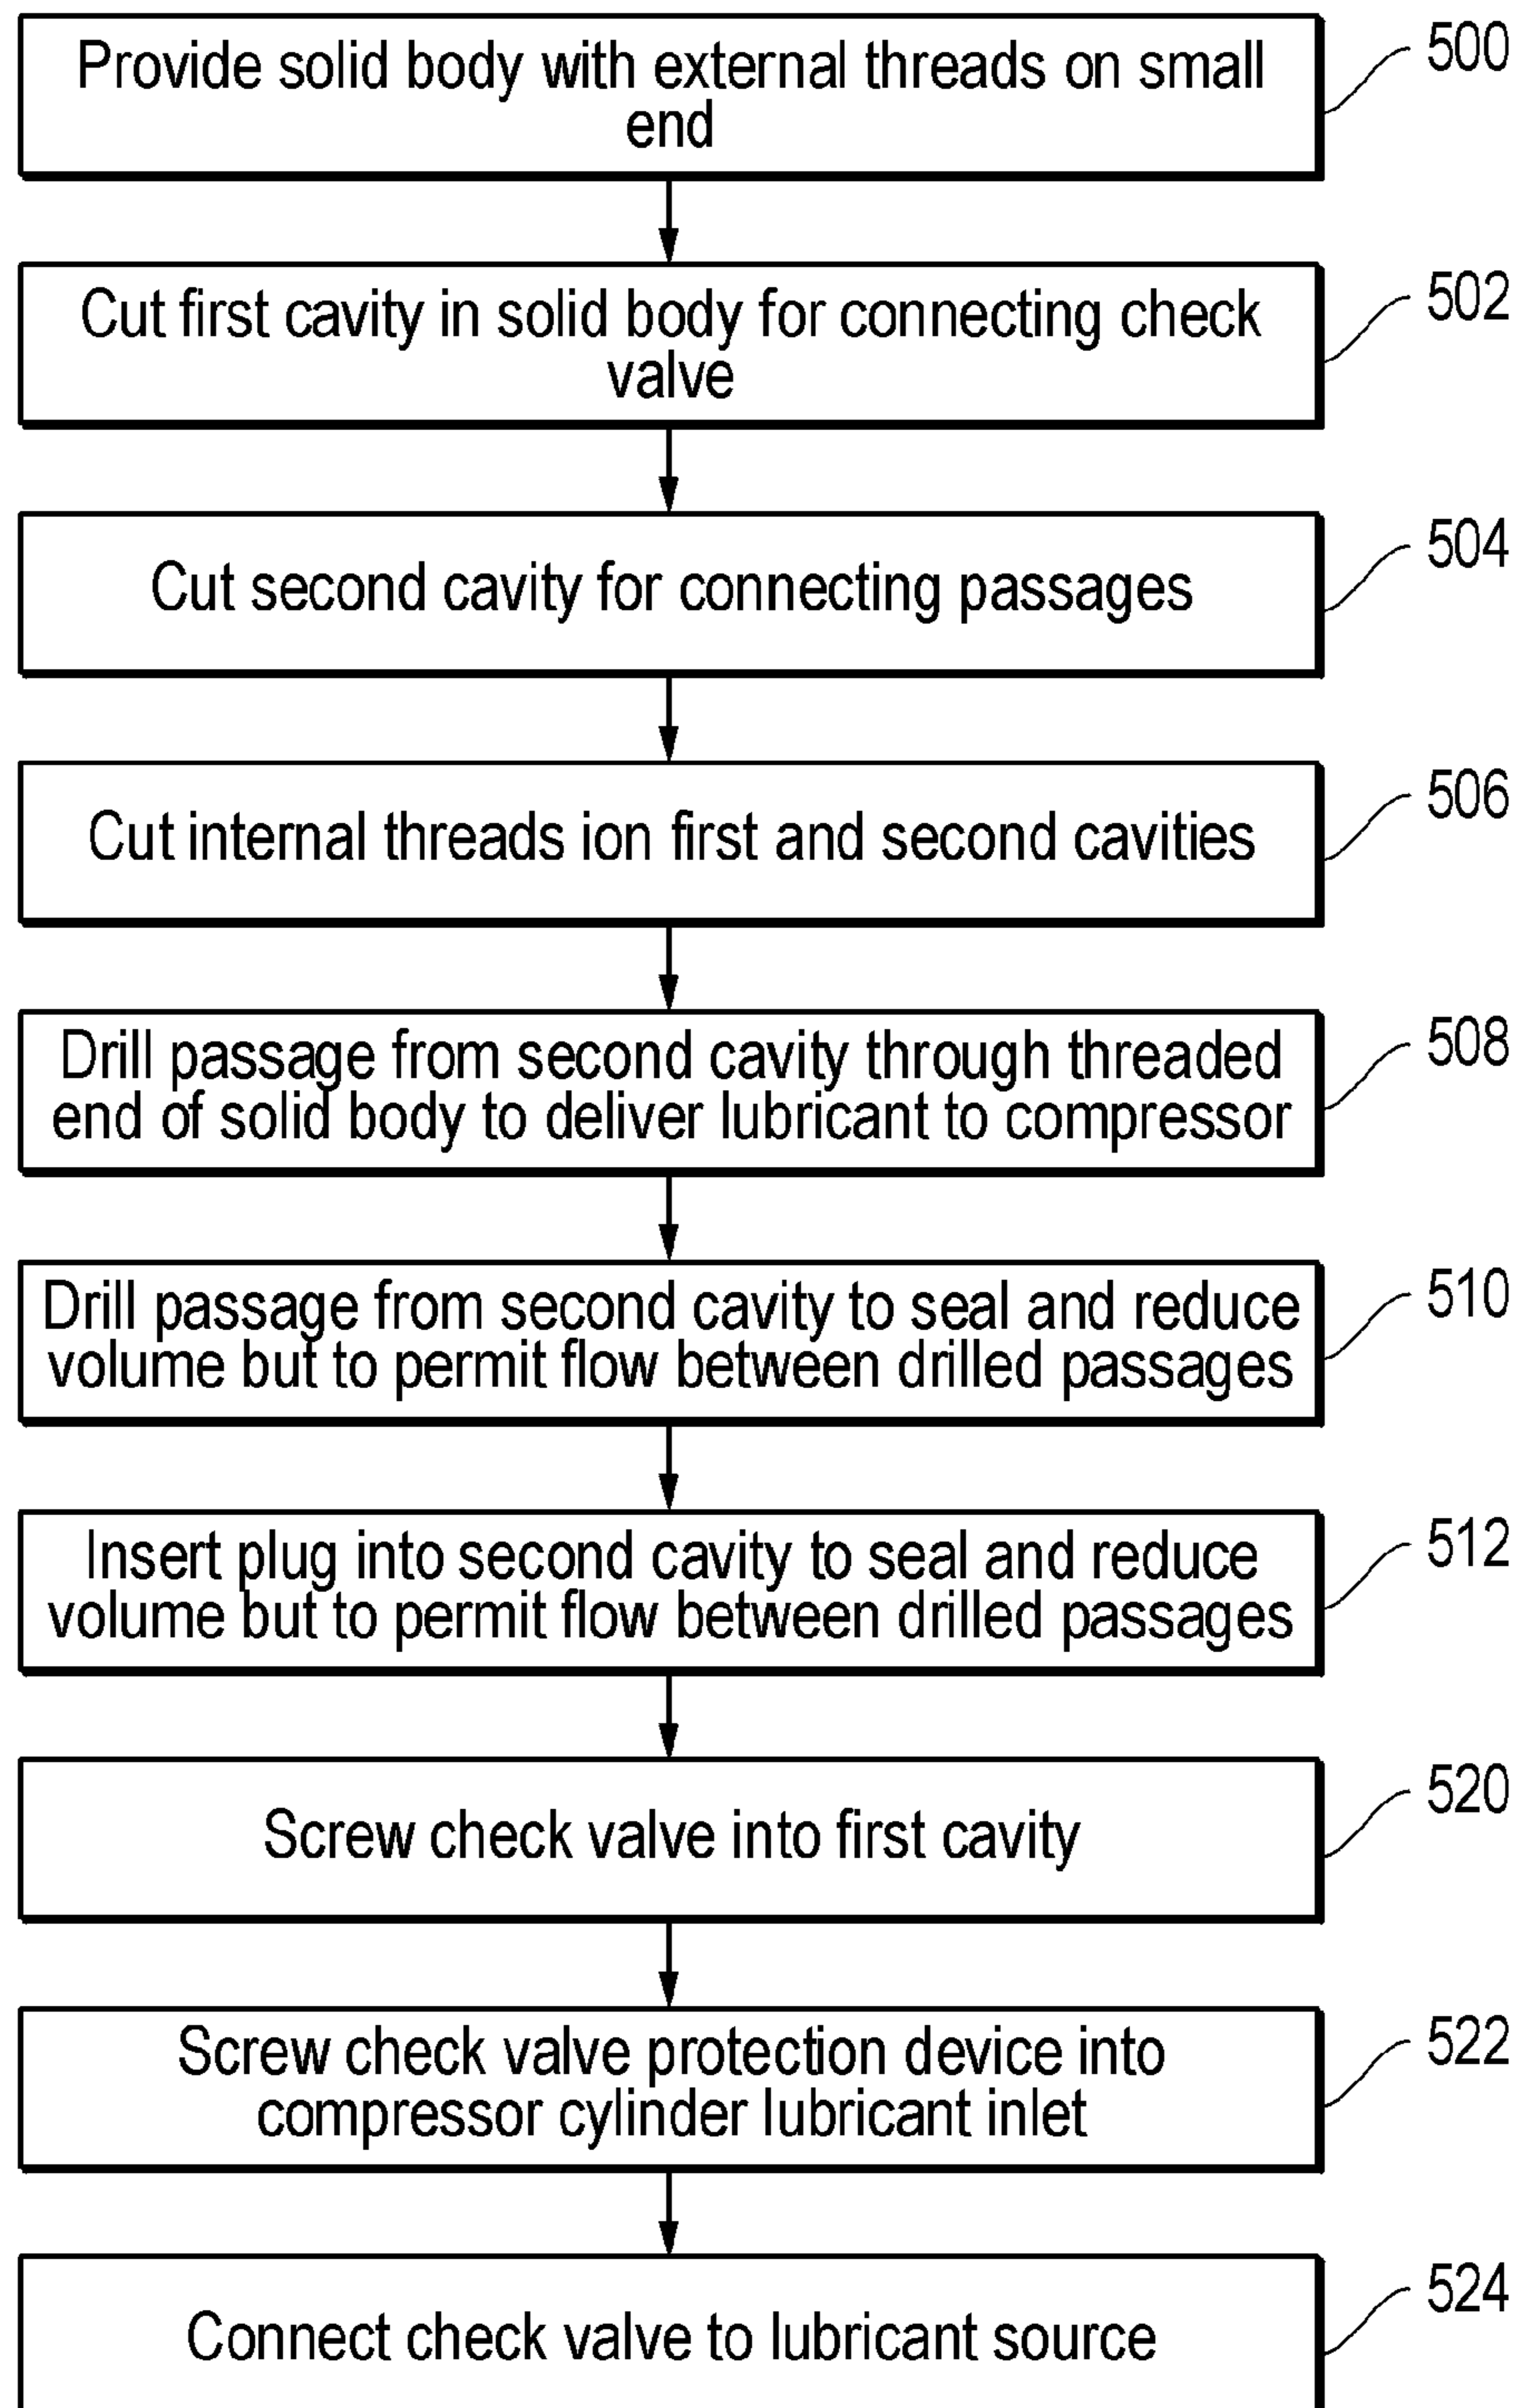 Provide solid body with external threads on small
end
500
Cut first cavity in solid body for connecting check
valve
502
Cut second cavity for connecting passages
504
Cut internal threads ion first and second cavities
506
Drill passage from second cavity through threaded
end of solid body to deliver lubricant to compressor
508
Drill passage from second cavity to seal and reduce
volume but to permit flow between drilled passages
510
Insert plug into second cavity to seal and reduce
volume but to permit flow between drilled passages
512
Screw check valve into first cavity
520
Screw check valve protection device into
compressor cylinder lubricant inlet
522
Connect check valve to lubricant source
524